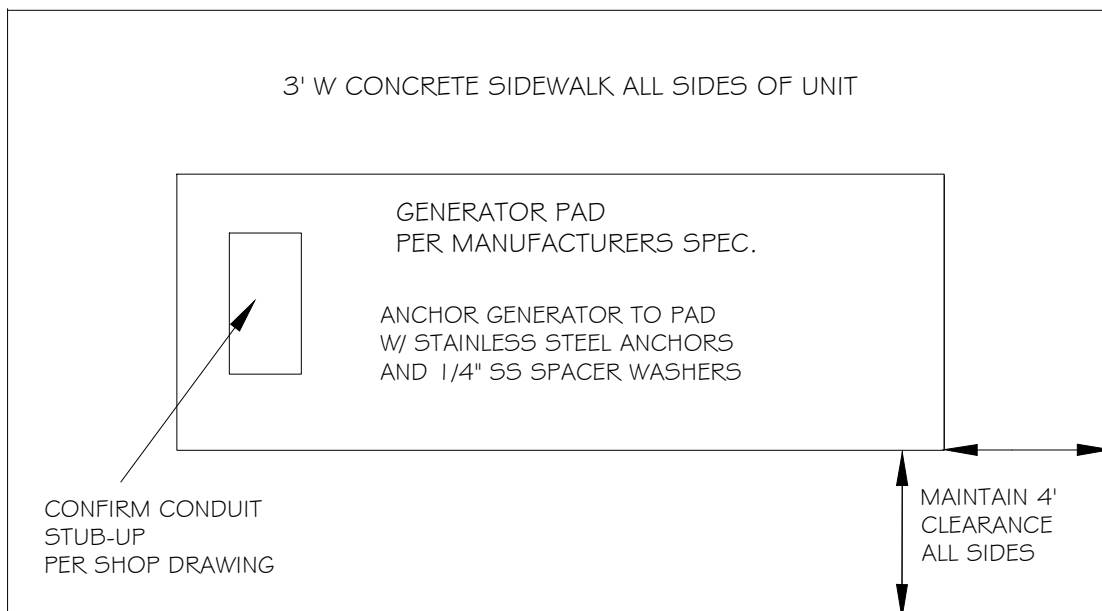 3' W CONCRETE SIDEWALK ALL SIDES OF UNIT
GENERATOR PAD
PER MANUFACTURERS SPEC.
ANCHOR GENERATOR TO PAD
W/ STAINLESS STEEL ANCHORS
AND 1/4" SS SPACER WASHERS
CONFIRM CONDUIT
STUB-UP
PER SHOP DRAWING
MAINTAIN 4'
CLEARANCE
ALL SIDES